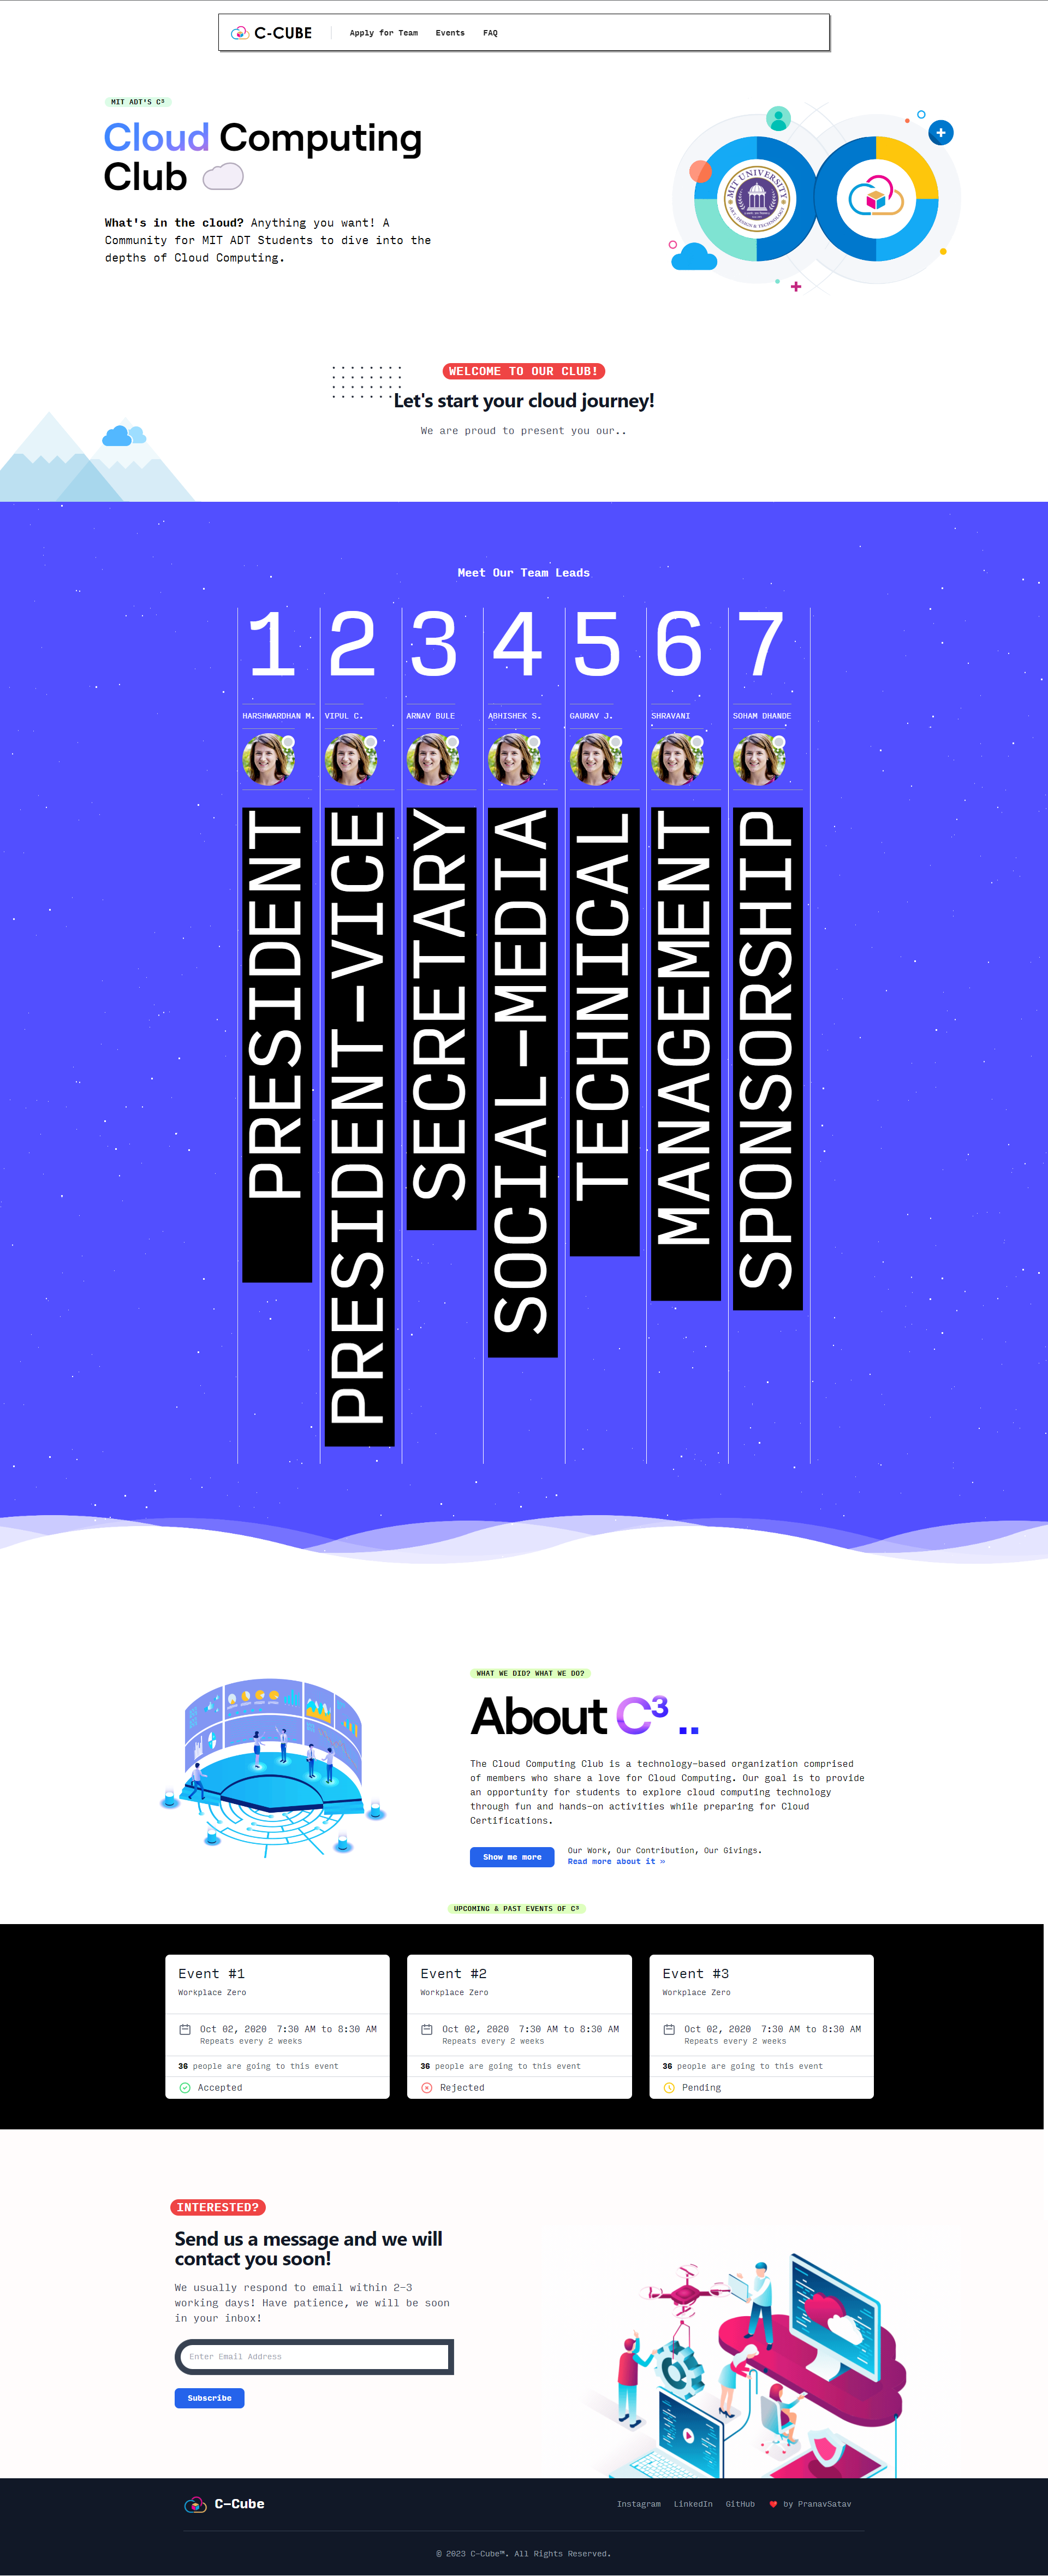 C-CUBE
Apply for Team
Events
FAQ
MIT ADT'S C³
Cloud Computing
Club
What's in the cloud? Anything you want! A
Community for MIT ADT Students to dive into the
depths of Cloud Computing.
MIT UNIVERSITY
ART, DESIGN & TECHNOLOGY
WELCOME TO OUR CLUB!
Let's start your cloud journey!
We are proud to present you our..
Meet Our Team Leads
1
2
3
4
5
6
7
HARSHWARDHAN M.
VIPUL C.
ARNAV BULE
ABHISHEK S.
GAURAV J.
SHRAVANI
SOHAM DHANDE
PRESIDENT
PRESIDENT-VICE
SECRETARY
SOCIAL-MEDIA
TECHNICAL
MANAGEMENT
SPONSORSHIP
WHAT WE DID? WHAT WE DO?
About C³ ..
The Cloud Computing Club is a technology-based organization comprised
of members who share a love for Cloud Computing. Our goal is to provide
an opportunity for students to explore cloud computing technology
through fun and hands-on activities while preparing for Cloud
Certifications.
Show me more
Our Work, Our Contribution, Our Givings.
Read more about it »
UPCOMING & PAST EVENTS OF C³
Event #1
Workplace Zero
Oct 02, 2020 7:30 AM to 8:30 AM
Repeats every 2 weeks
36 people are going to this event
Accepted
Event #2
Workplace Zero
Oct 02, 2020 7:30 AM to 8:30 AM
Repeats every 2 weeks
36 people are going to this event
Rejected
Event #3
Workplace Zero
Oct 02, 2020 7:30 AM to 8:30 AM
Repeats every 2 weeks
36 people are going to this event
Pending
INTERESTED?
Send us a message and we will
contact you soon!
We usually respond to email within 2-3
working days! Have patience, we will be soon
in your inbox!
Enter Email Address
Subscribe
C-Cube
Instagram
LinkedIn
GitHub
❤️ by PranavSatav
© 2023 C-Cube™. All Rights Reserved.